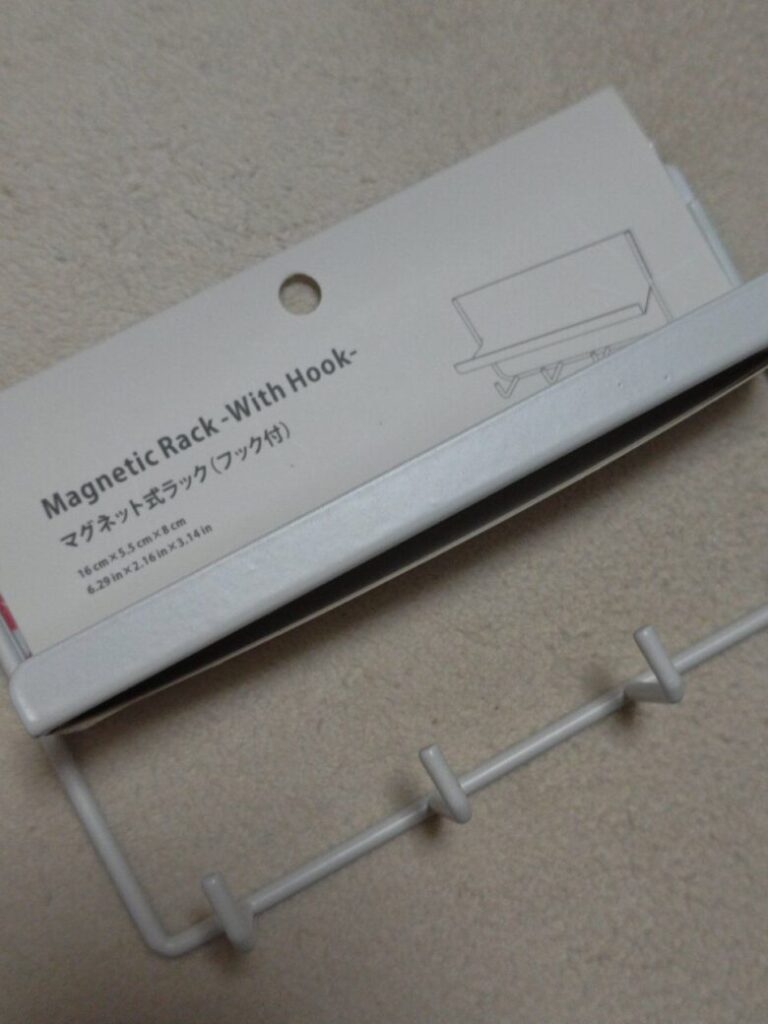 Magnetic Rack -With Hook-
マグネット式ラック(フック付)
16 cm×5.5 cm×8 cm
6.29 in×2.16 in×3.14 in